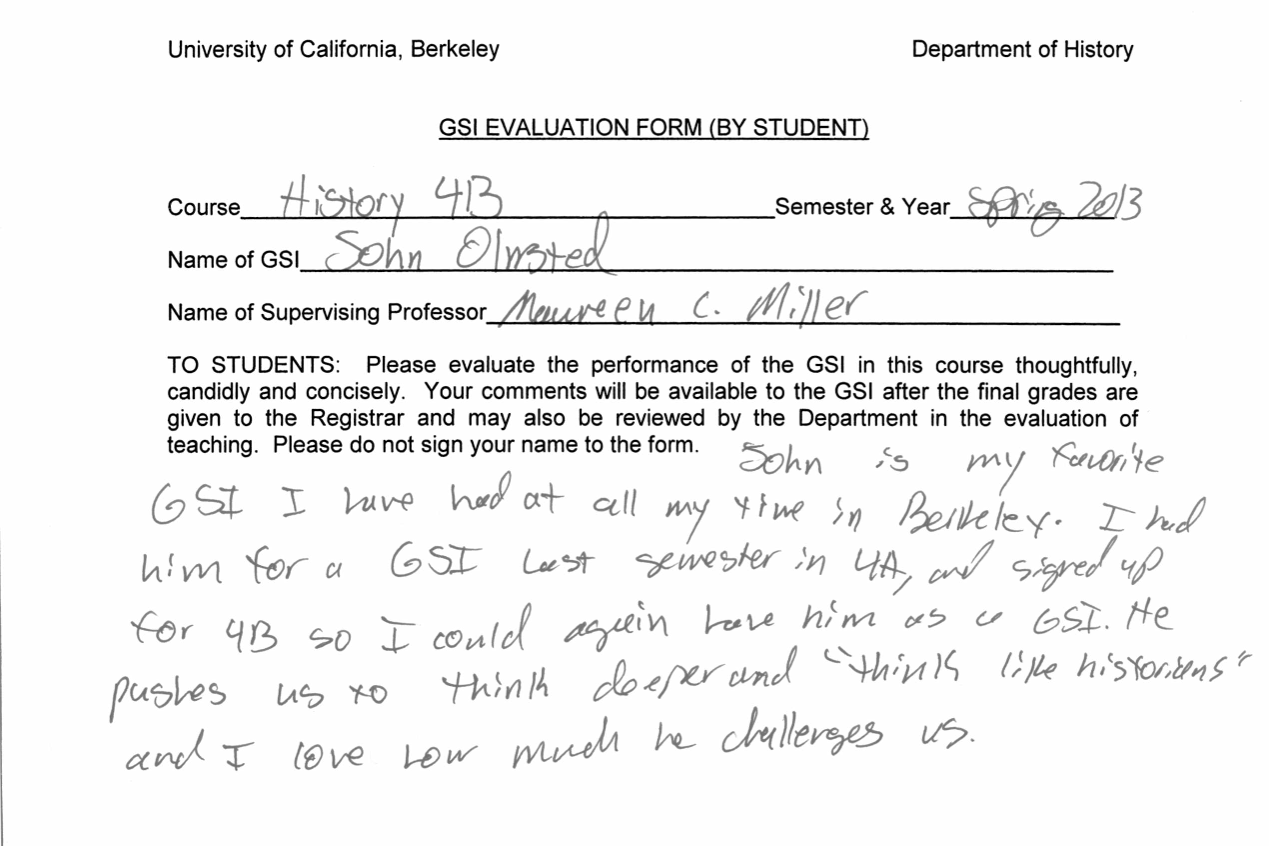 University of California, Berkeley Department of History
GSI EVALUATION FORM (BY STUDENT)
Course History 4B Semester & Year Spring 2013
Name of GSI John Olmsted
Name of Supervising Professor Maureen C. Miller
TO STUDENTS: Please evaluate the performance of the GSI in this course thoughtfully,
candidly and concisely. Your comments will be available to the GSI after the final grades are
given to the Registrar and may also be reviewed by the Department in the evaluation of
teaching. Please do not sign your name to the form. John is my favorite
GSI I have had at all my time in Berkeley. I had
him for a GSI last semester in 4A, and signed up
for 4B so I could again have him as a GSI. He
pushes us to think deeper and "think like historians"
and I love how much he challenges us.